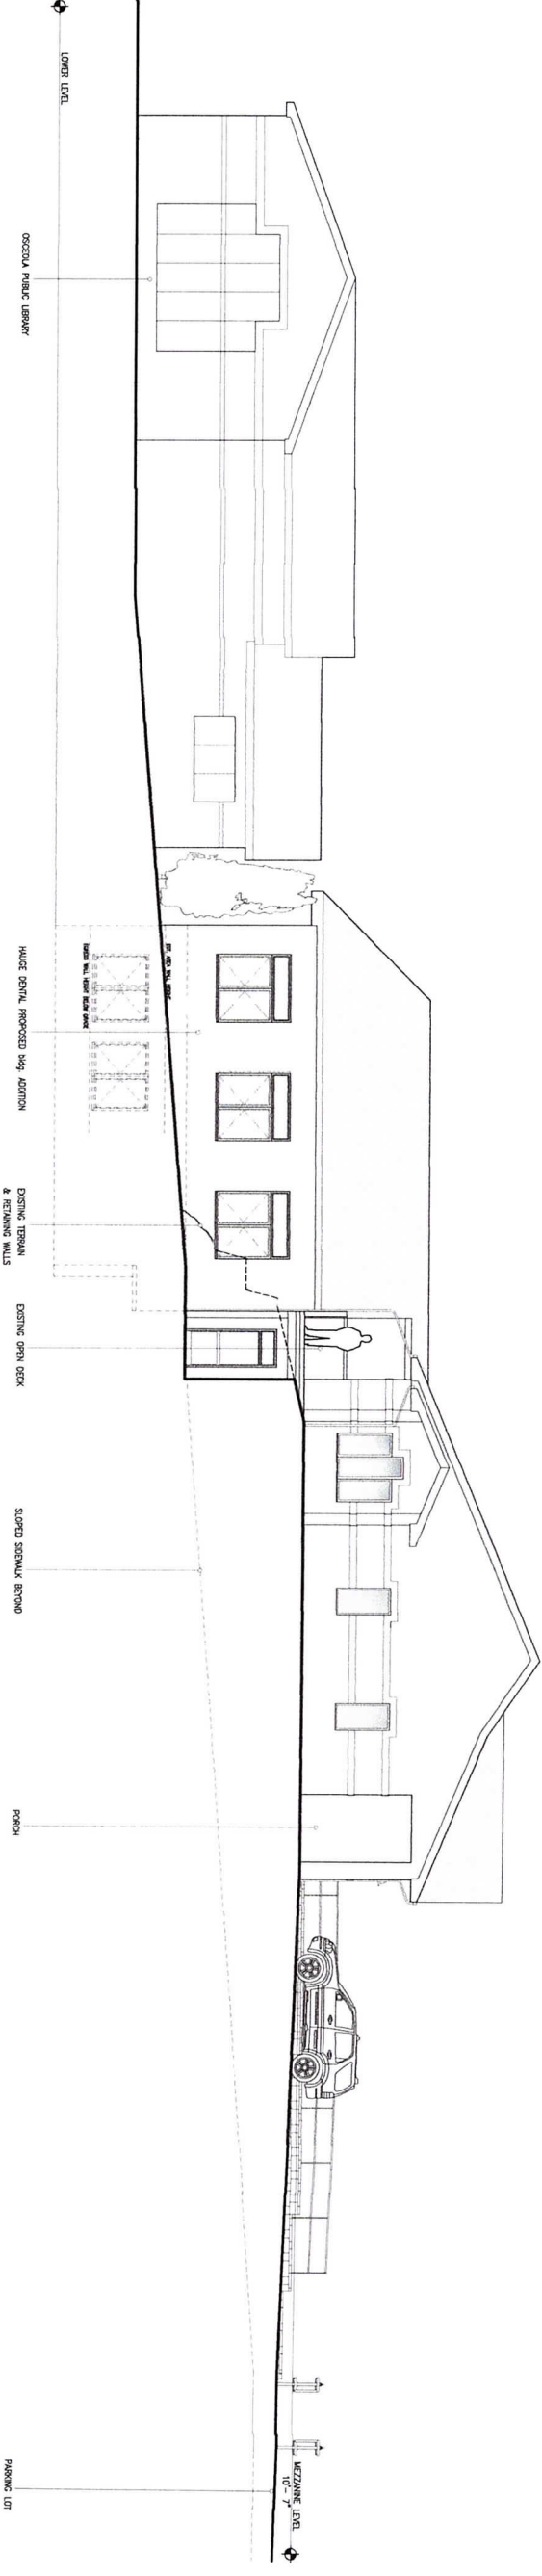 LOWER LEVEL
OSCEOLA PUBLIC LIBRARY
HAUGE DENTAL PROPOSED bldg. ADDITION
EXISTING TERRAIN
& RETAINING WALLS
EXISTING OPEN DECK
SLOPED SIDEWALK BEYOND
PORCH
MEZZANINE LEVEL
10' - 7"
PARKING LOT